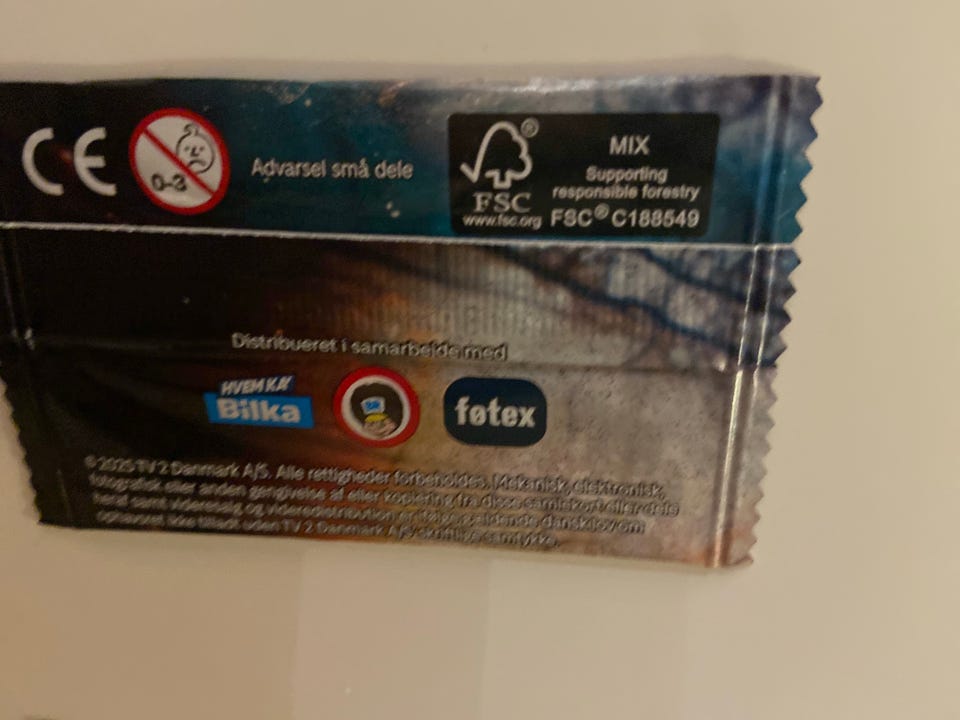 CE
0-3
Advarsel små dele
FSC®
www.fsc.org
MIX
Supporting
responsible forestry
FSC® C188549
Distribueret i samarbejde med
HVEM KA'
Bilka
føtex
© 2025 TV 2 Danmark A/S. Alle rettigheder forbeholdes. Mekanisk, elektronisk,
fotografisk eller anden gengivelse af eller kopiering fra disse samlekort eller dele
heraf samt videresalg og videredistribution er ifølge gældende dansk lov om
ophavsret ikke tilladt uden TV 2 Danmark A/S skriftlige samtykke.